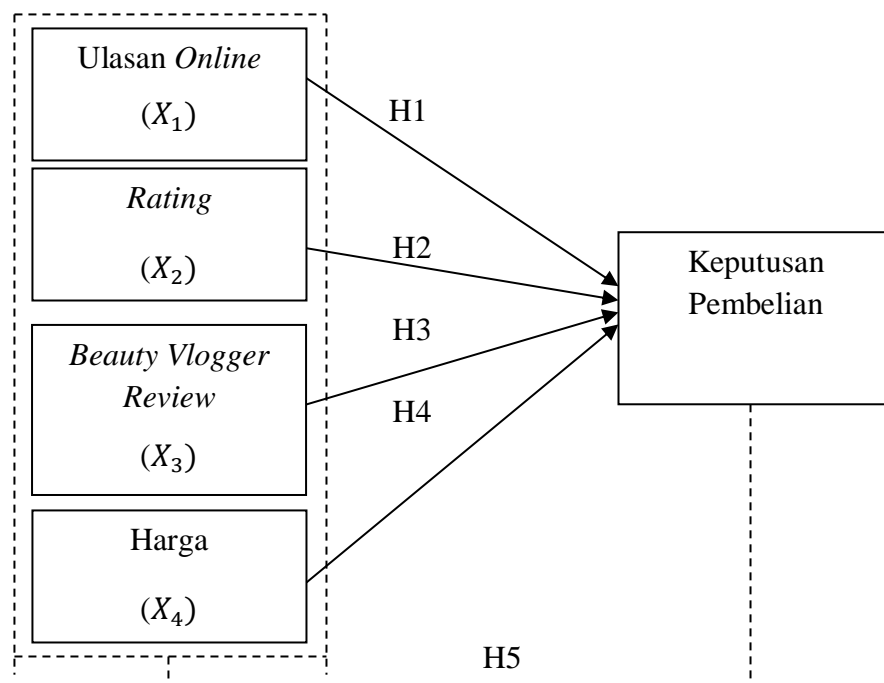 Ulasan Online
(X₁)
H1
Rating
(X₂)
H2
Keputusan
Pembelian
Beauty Vlogger
Review
(X₃)
H3
H4
Harga
(X₄)
H5